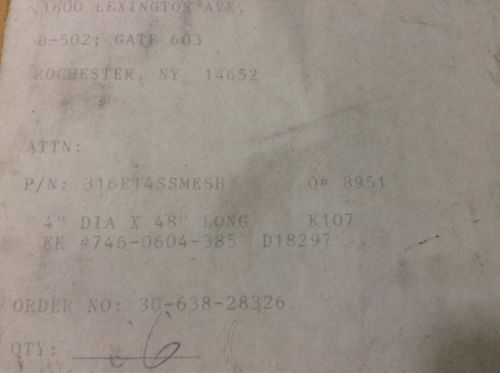 1600 LEXINGTON AVE.
B-502; GATE 603
ROCHESTER, NY 14652
ATTN:
P/N: 316E14SSMESH O# 8951
4" DIA X 48" LONG K107
EK #746-0604-385 D18297
ORDER NO: 30-638-28326
QTY: 6